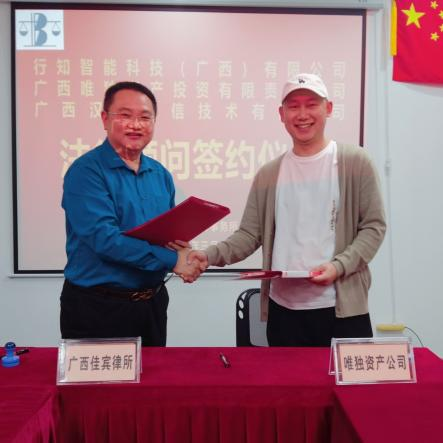 行知智能科技（广西）有限公司
广西唯 产投资有限责 公司
广西汉 信技术有 司
法 顾问签约仪
广西佳宾律所
唯独资产公司